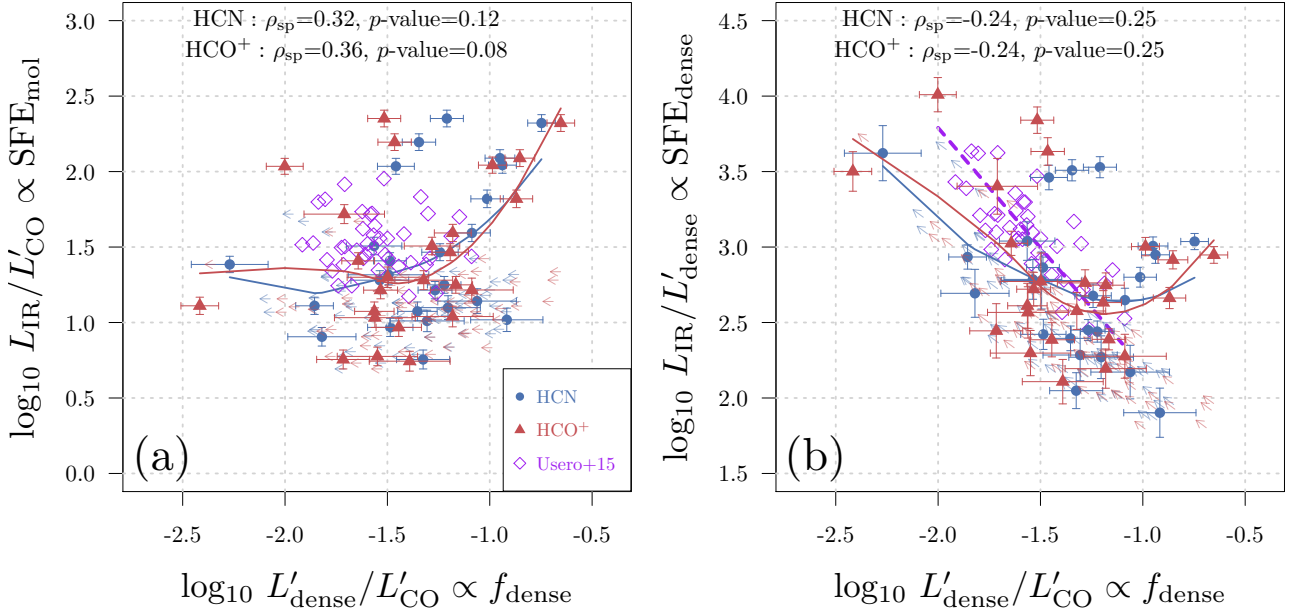 HCN : ρsp=0.32, p-value=0.12
HCO+ : ρsp=0.36, p-value=0.08
log10 LIR/L′CO ∝ SFEmol
3.0
2.5
2.0
1.5
1.0
0.5
0.0
(a)
HCN
HCO+
Usero+15
-2.5 -2.0 -1.5 -1.0 -0.5
log10 L′dense/L′CO ∝ fdense
HCN : ρsp=-0.24, p-value=0.25
HCO+ : ρsp=-0.24, p-value=0.25
log10 LIR/L′dense ∝ SFEdense
4.5
4.0
3.5
3.0
2.5
2.0
1.5
(b)
-2.5 -2.0 -1.5 -1.0 -0.5
log10 L′dense/L′CO ∝ fdense